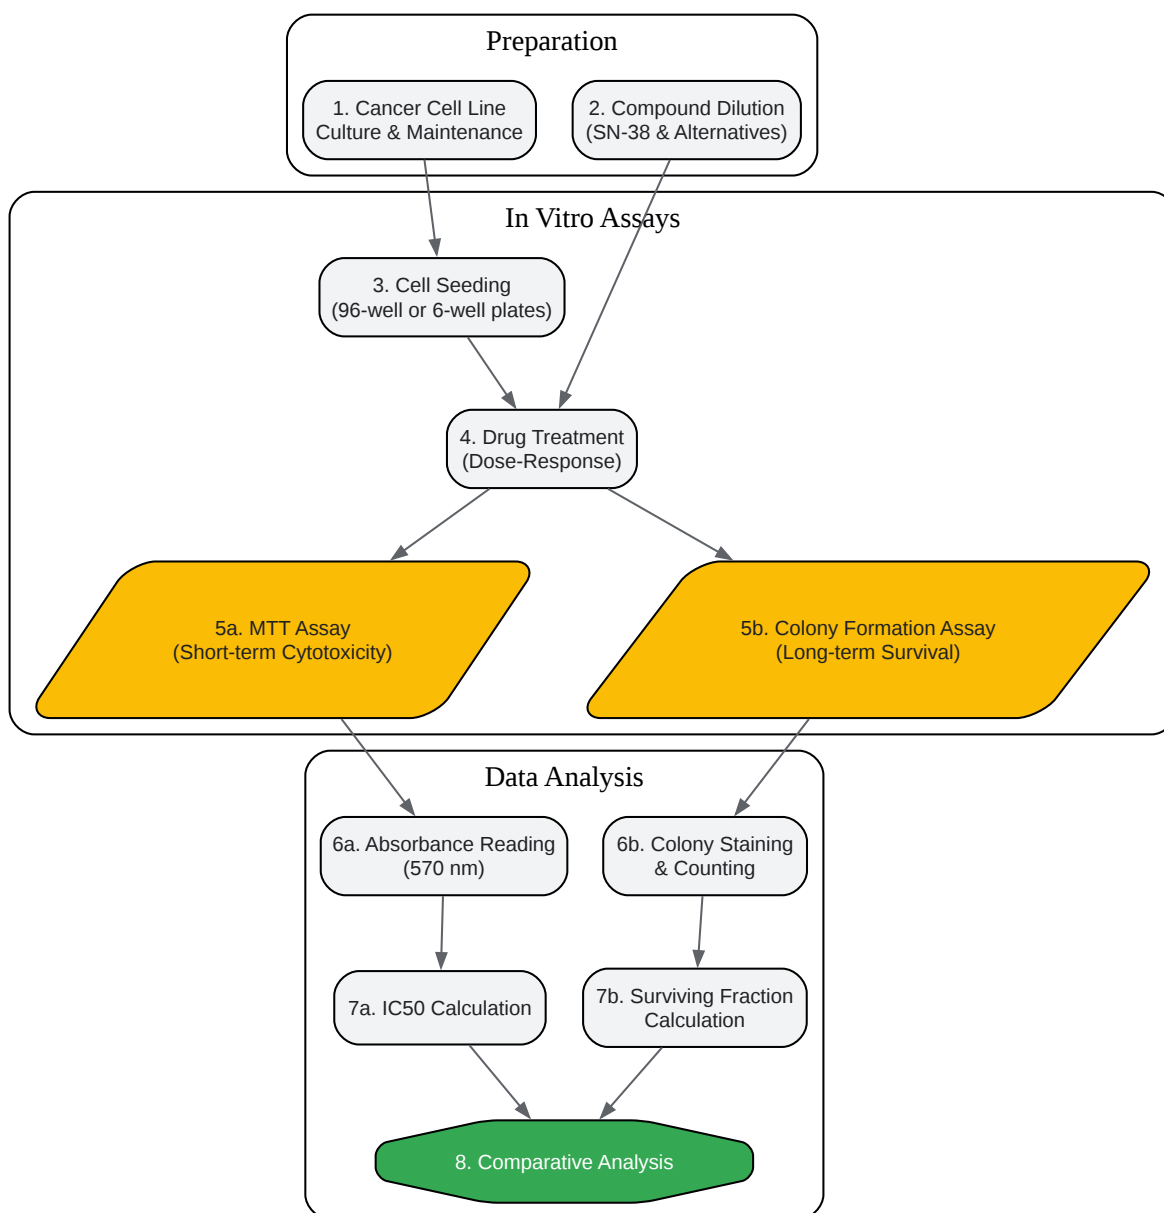 Preparation
1. Cancer Cell Line
Culture & Maintenance
2. Compound Dilution
(SN-38 & Alternatives)
In Vitro Assays
3. Cell Seeding
(96-well or 6-well plates)
4. Drug Treatment
(Dose-Response)
5a. MTT Assay
(Short-term Cytotoxicity)
5b. Colony Formation Assay
(Long-term Survival)
Data Analysis
6a. Absorbance Reading
(570 nm)
6b. Colony Staining
& Counting
7a. IC50 Calculation
7b. Surviving Fraction
Calculation
8. Comparative Analysis